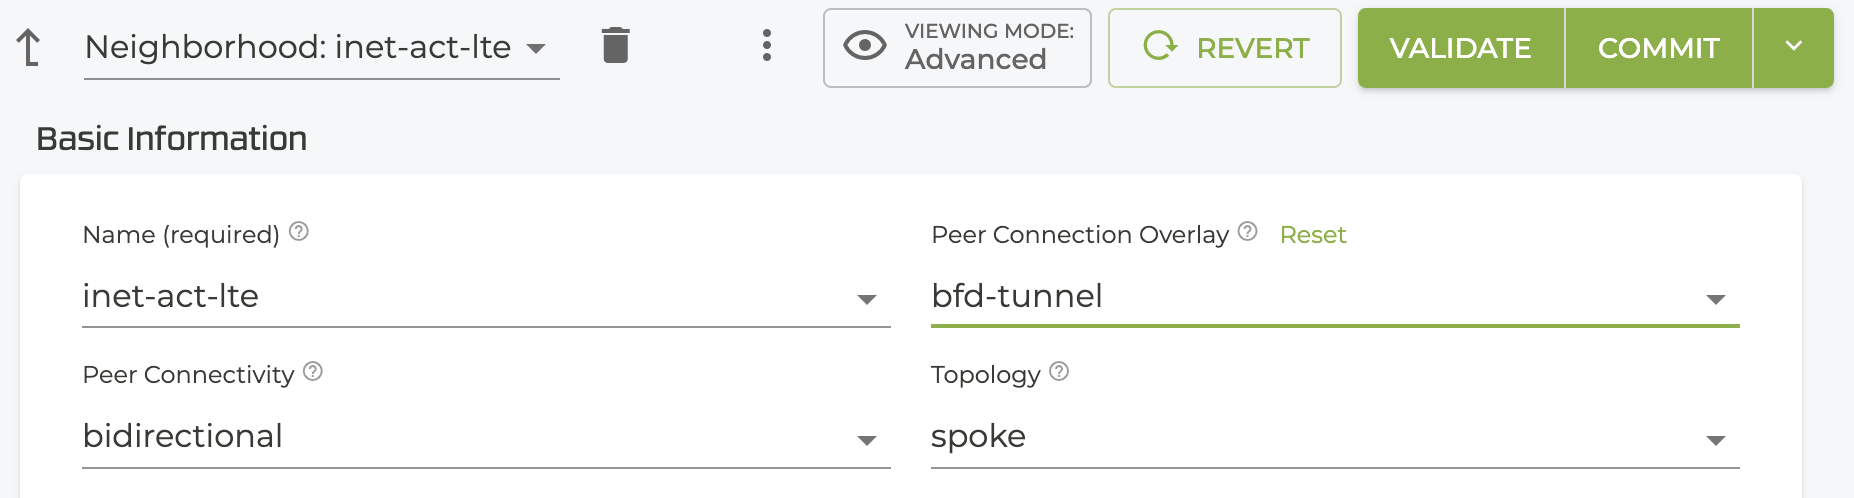 Neighborhood: inet-act-lte
VIEWING MODE:
Advanced
REVERT
VALIDATE
COMMIT
Basic Information
Name (required)
Peer Connection Overlay
Reset
inet-act-lte
bfd-tunnel
Peer Connectivity
Topology
bidirectional
spoke